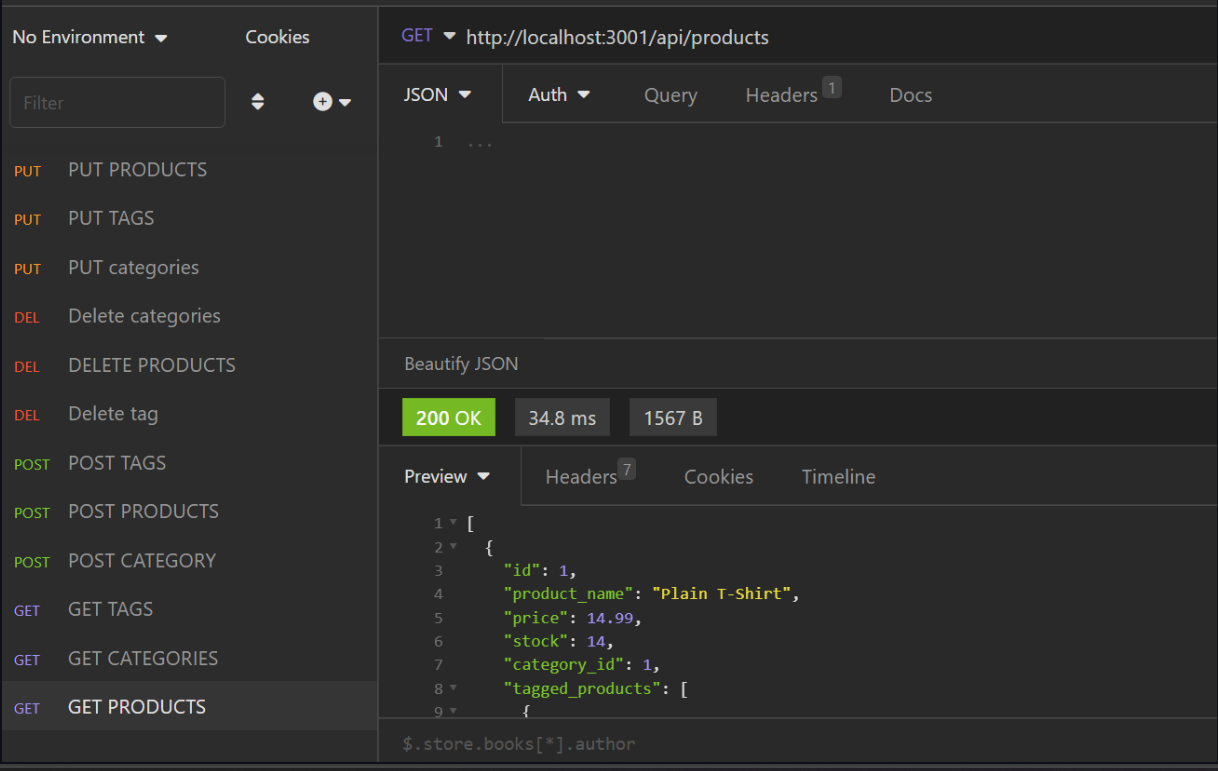 No Environment Cookies
Filter
PUT PUT PRODUCTS
PUT PUT TAGS
PUT PUT categories
DEL Delete categories
DEL DELETE PRODUCTS
DEL Delete tag
POST POST TAGS
POST POST PRODUCTS
POST POST CATEGORY
GET GET TAGS
GET GET CATEGORIES
GET GET PRODUCTS
GET http://localhost:3001/api/products
JSON Auth Query Headers 1 Docs
1 ...
Beautify JSON
200 OK 34.8 ms 1567 B
Preview Headers 7 Cookies Timeline
1 [
2 {
3 "id": 1,
4 "product_name": "Plain T-Shirt",
5 "price": 14.99,
6 "stock": 14,
7 "category_id": 1,
8 "tagged_products": [
9 {
$.store.books[*].author